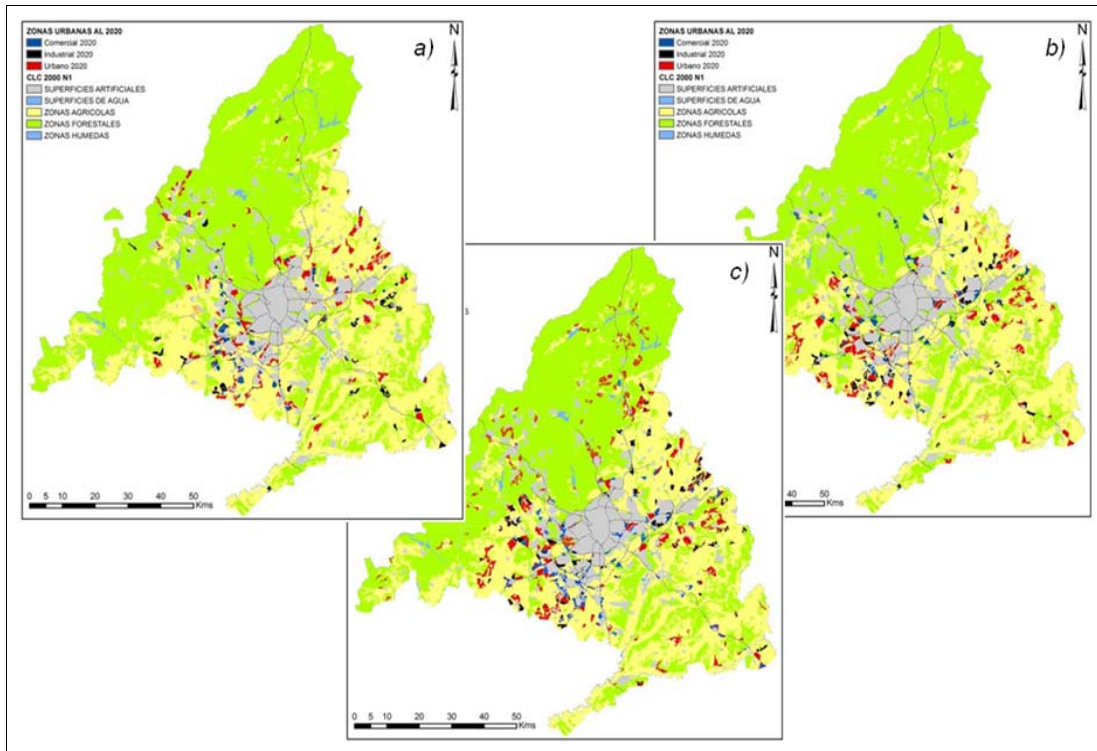 ZONAS URBANAS AL 2020
Comercial 2020
Industrial 2020
Urbano 2020
CLC 2000 N1
SUPERFICIES ARTIFICIALES
SUPERFICIES DE AGUA
ZONAS AGRICOLAS
ZONAS FORESTALES
ZONAS HUMEDAS
N
a)
0 5 10 20 30 40 50
Kms
ZONAS URBANAS AL 2020
Comercial 2020
Industrial 2020
Urbano 2020
CLC 2000 N1
SUPERFICIES ARTIFICIALES
SUPERFICIES DE AGUA
ZONAS AGRICOLAS
ZONAS FORESTALES
ZONAS HUMEDAS
N
b)
40 50
Kms
N
c)
s
0 5 10 20 30 40 50
Kms